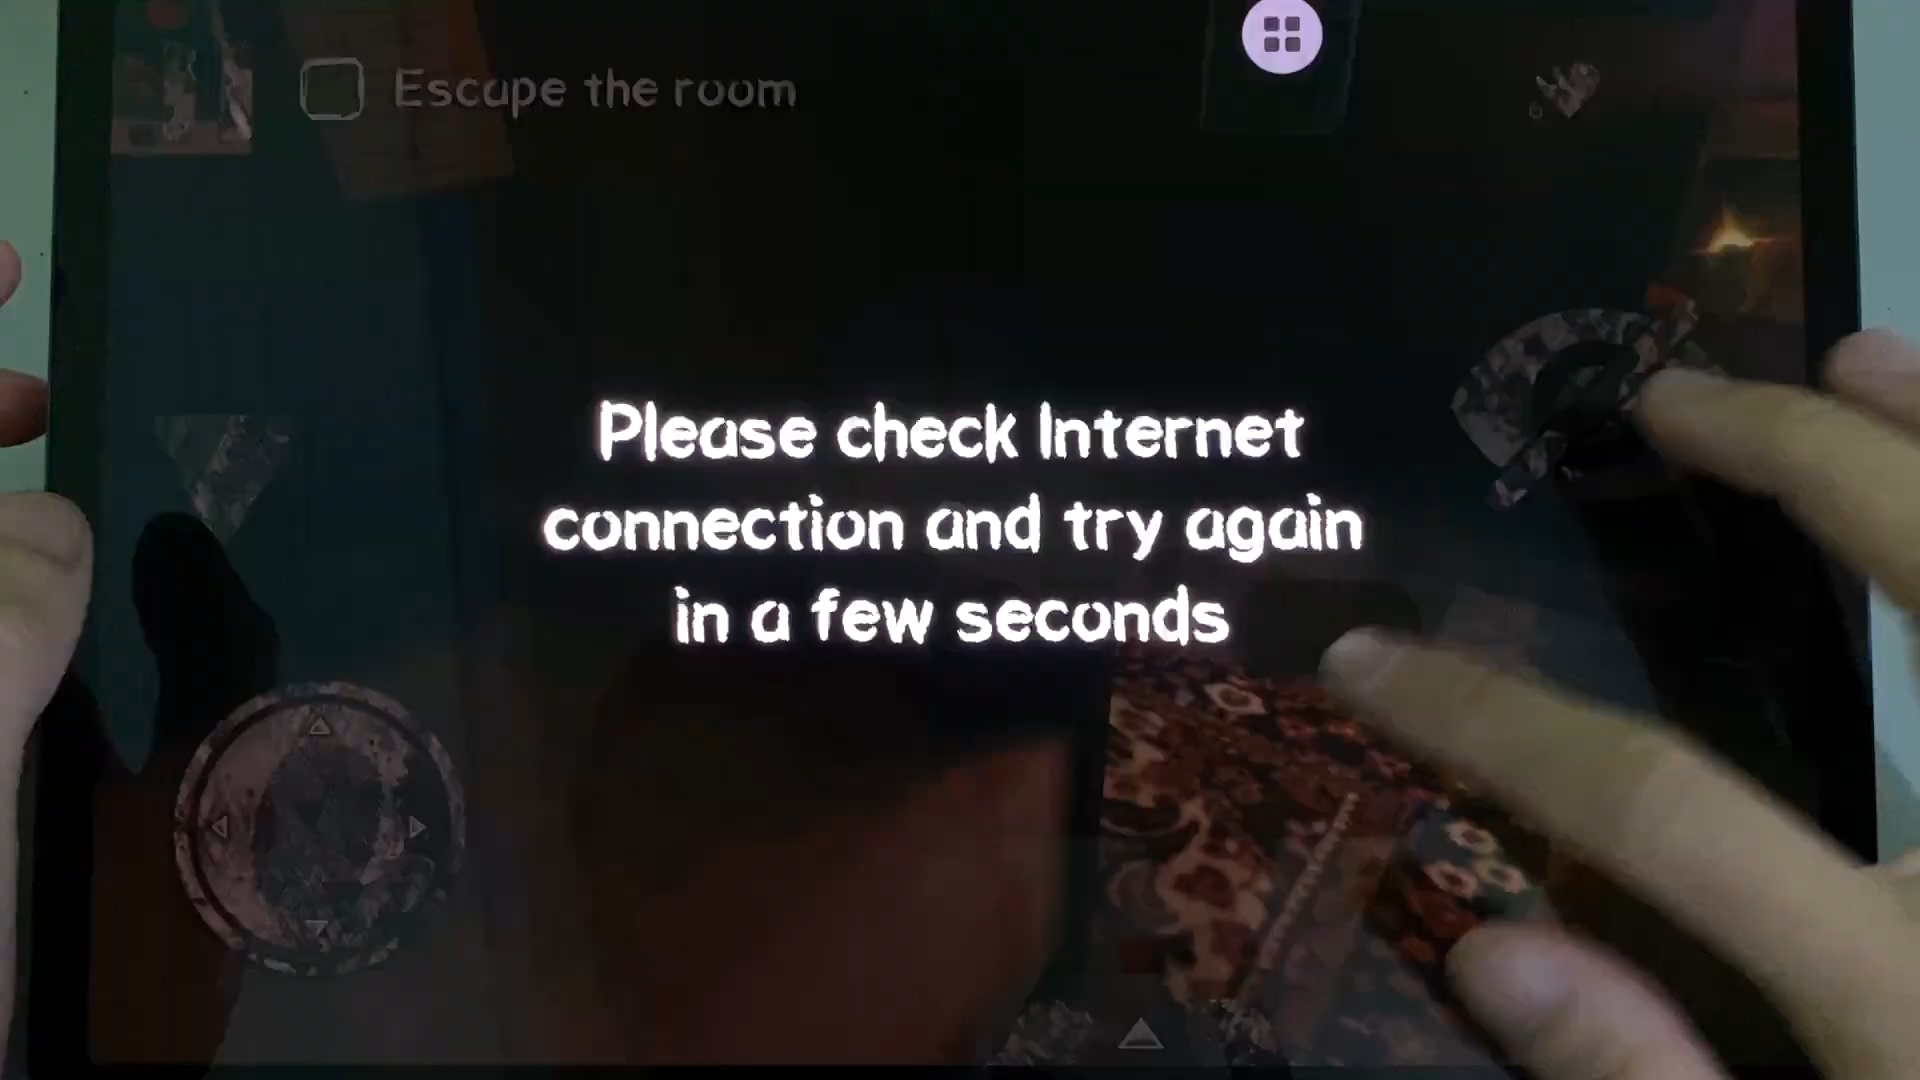 Escape the room
Please check Internet
connection and try again
in a few seconds